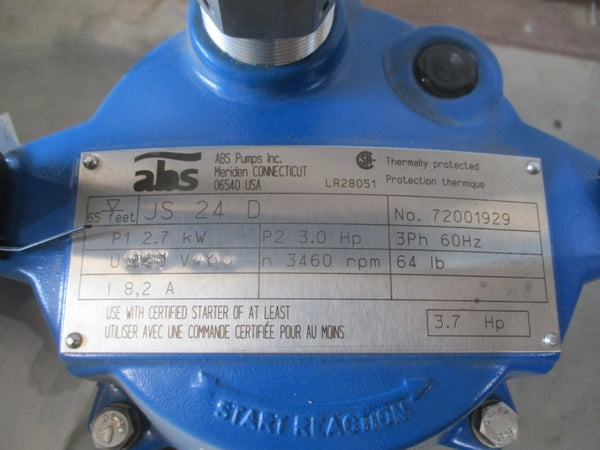 abs
ABS Pumps Inc.
Meriden CONNECTICUT
06540 USA
LR28051
Thermally protected
Protection thermique
65 feet
JS 24 D
No. 72001929
P1 2.7 kW
P2 3.0 Hp
3Ph 60Hz
U V
n 3460 rpm
64 lb
I 8,2 A
USE WITH CERTIFIED STARTER OF AT LEAST
UTILISER AVEC UNE COMMANDE CERTIFIÉE POUR AU MOINS
3.7 Hp
START REACTION